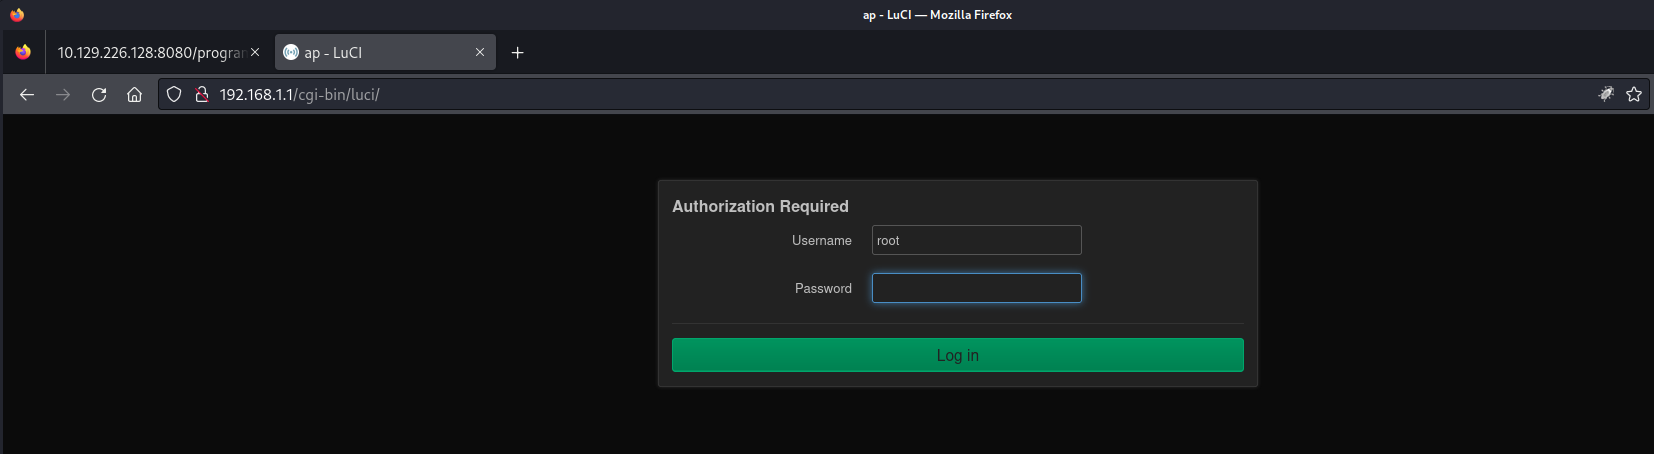 ap - LuCI — Mozilla Firefox
10.129.226.128:8080/progra
ap - LuCI
192.168.1.1/cgi-bin/luci/
Authorization Required
Username root
Password
Log in